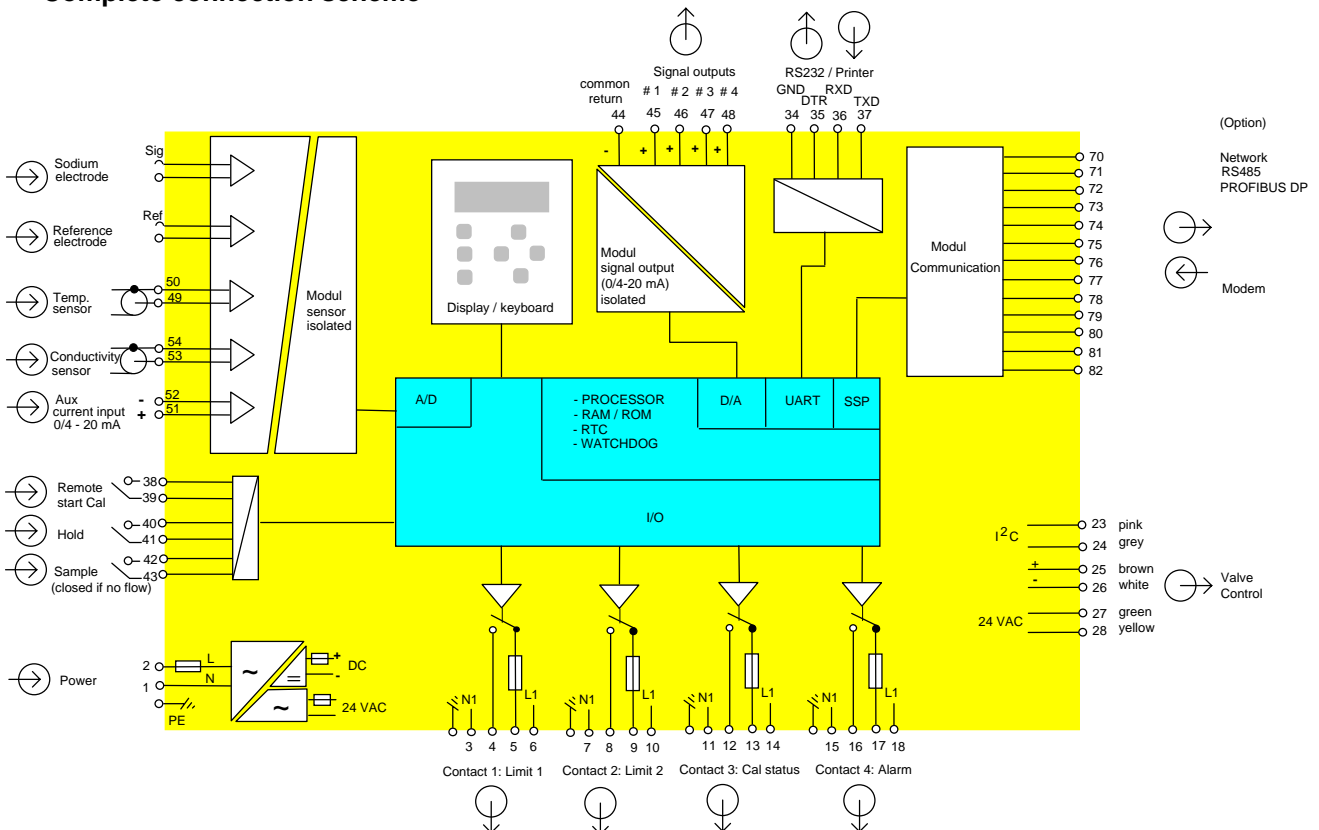 Complete connection scheme
Signal outputs
common
return
44
# 1 # 2 # 3 # 4
45 46 47 48
- + + + +
RS232 / Printer
GND RXD
DTR TXD
34 35 36 37
(Option)
Network
RS485
PROFIBUS DP
Modem
70
71
72
73
74
75
76
77
78
79
80
81
82
Modul
Communication
Sodium
electrode
Sig
Reference
electrode
Ref
Temp.
sensor
50
49
Conductivity
sensor
54
53
Aux
current input
0/4 - 20 mA
- 52
+ 51
Modul
sensor
isolated
Display / keyboard
Modul
signal output
(0/4-20 mA)
isolated
A/D
- PROCESSOR
- RAM / ROM
- RTC
- WATCHDOG
D/A
UART
SSP
I/O
Remote
start Cal
38
39
Hold
40
41
Sample
(closed if no flow)
42
43
Power
2
1
L
N
PE
~
=
~
+
DC
-
24 VAC
I2C
23 pink
24 grey
+ 25 brown
- 26 white
24 VAC
27 green
28 yellow
Valve
Control
N1 L1
3 4 5 6
Contact 1: Limit 1
N1 L1
7 8 9 10
Contact 2: Limit 2
N1 L1
11 12 13 14
Contact 3: Cal status
N1 L1
15 16 17 18
Contact 4: Alarm